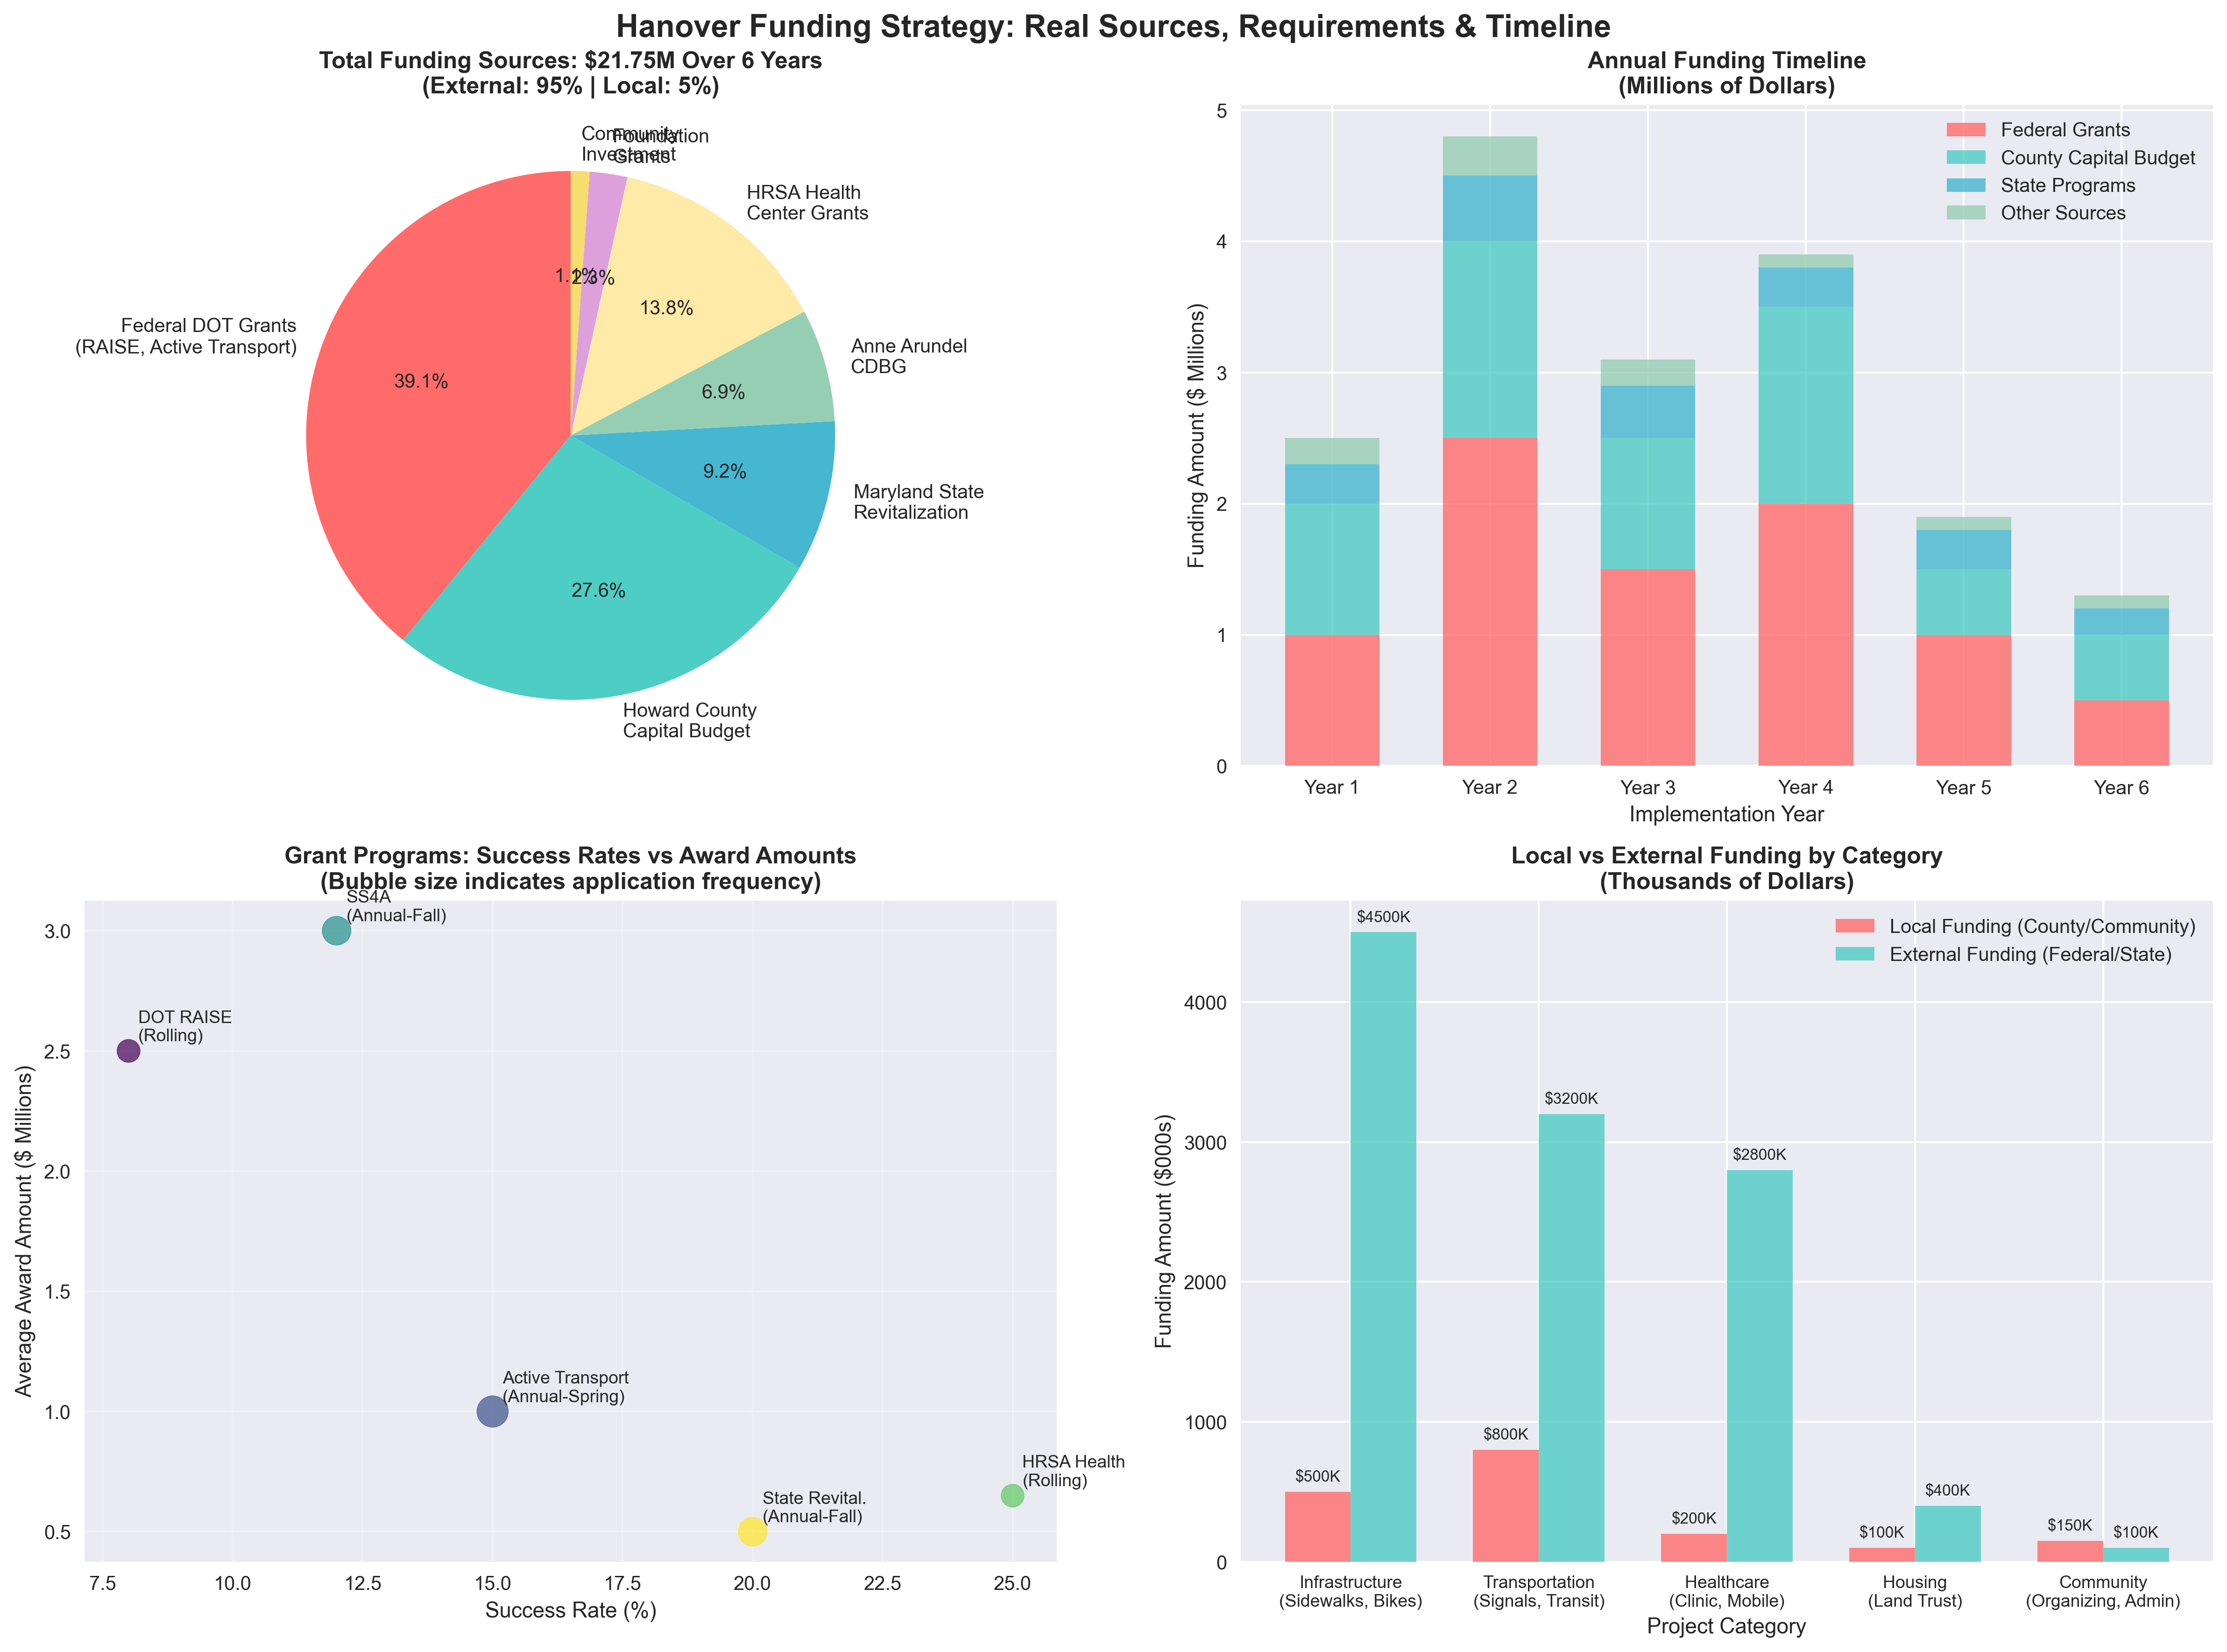 Hanover Funding Strategy: Real Sources, Requirements & Timeline
Total Funding Sources: $21.75M Over 6 Years
(External: 95% | Local: 5%)
Community
Investment
Foundation
Grants
HRSA Health
Center Grants
Anne Arundel
CDBG
Maryland State
Revitalization
Howard County
Capital Budget
Federal DOT Grants
(RAISE, Active Transport)
1.1%
2.3%
13.8%
6.9%
9.2%
27.6%
39.1%
Annual Funding Timeline
(Millions of Dollars)
Federal Grants
County Capital Budget
State Programs
Other Sources
Funding Amount ($ Millions)
5
4
3
2
1
0
Year 1
Year 2
Year 3
Year 4
Year 5
Year 6
Implementation Year
Grant Programs: Success Rates vs Award Amounts
(Bubble size indicates application frequency)
SS4A
(Annual-Fall)
DOT RAISE
(Rolling)
Active Transport
(Annual-Spring)
HRSA Health
(Rolling)
State Revital.
(Annual-Fall)
Average Award Amount ($ Millions)
3.0
2.5
2.0
1.5
1.0
0.5
7.5
10.0
12.5
15.0
17.5
20.0
22.5
25.0
Success Rate (%)
Local vs External Funding by Category
(Thousands of Dollars)
Local Funding (County/Community)
External Funding (Federal/State)
Funding Amount ($000s)
4000
3000
2000
1000
0
$500K
$4500K
$800K
$3200K
$200K
$2800K
$100K
$400K
$150K
$100K
Infrastructure
(Sidewalks, Bikes)
Transportation
(Signals, Transit)
Healthcare
(Clinic, Mobile)
Housing
(Land Trust)
Community
(Organizing, Admin)
Project Category